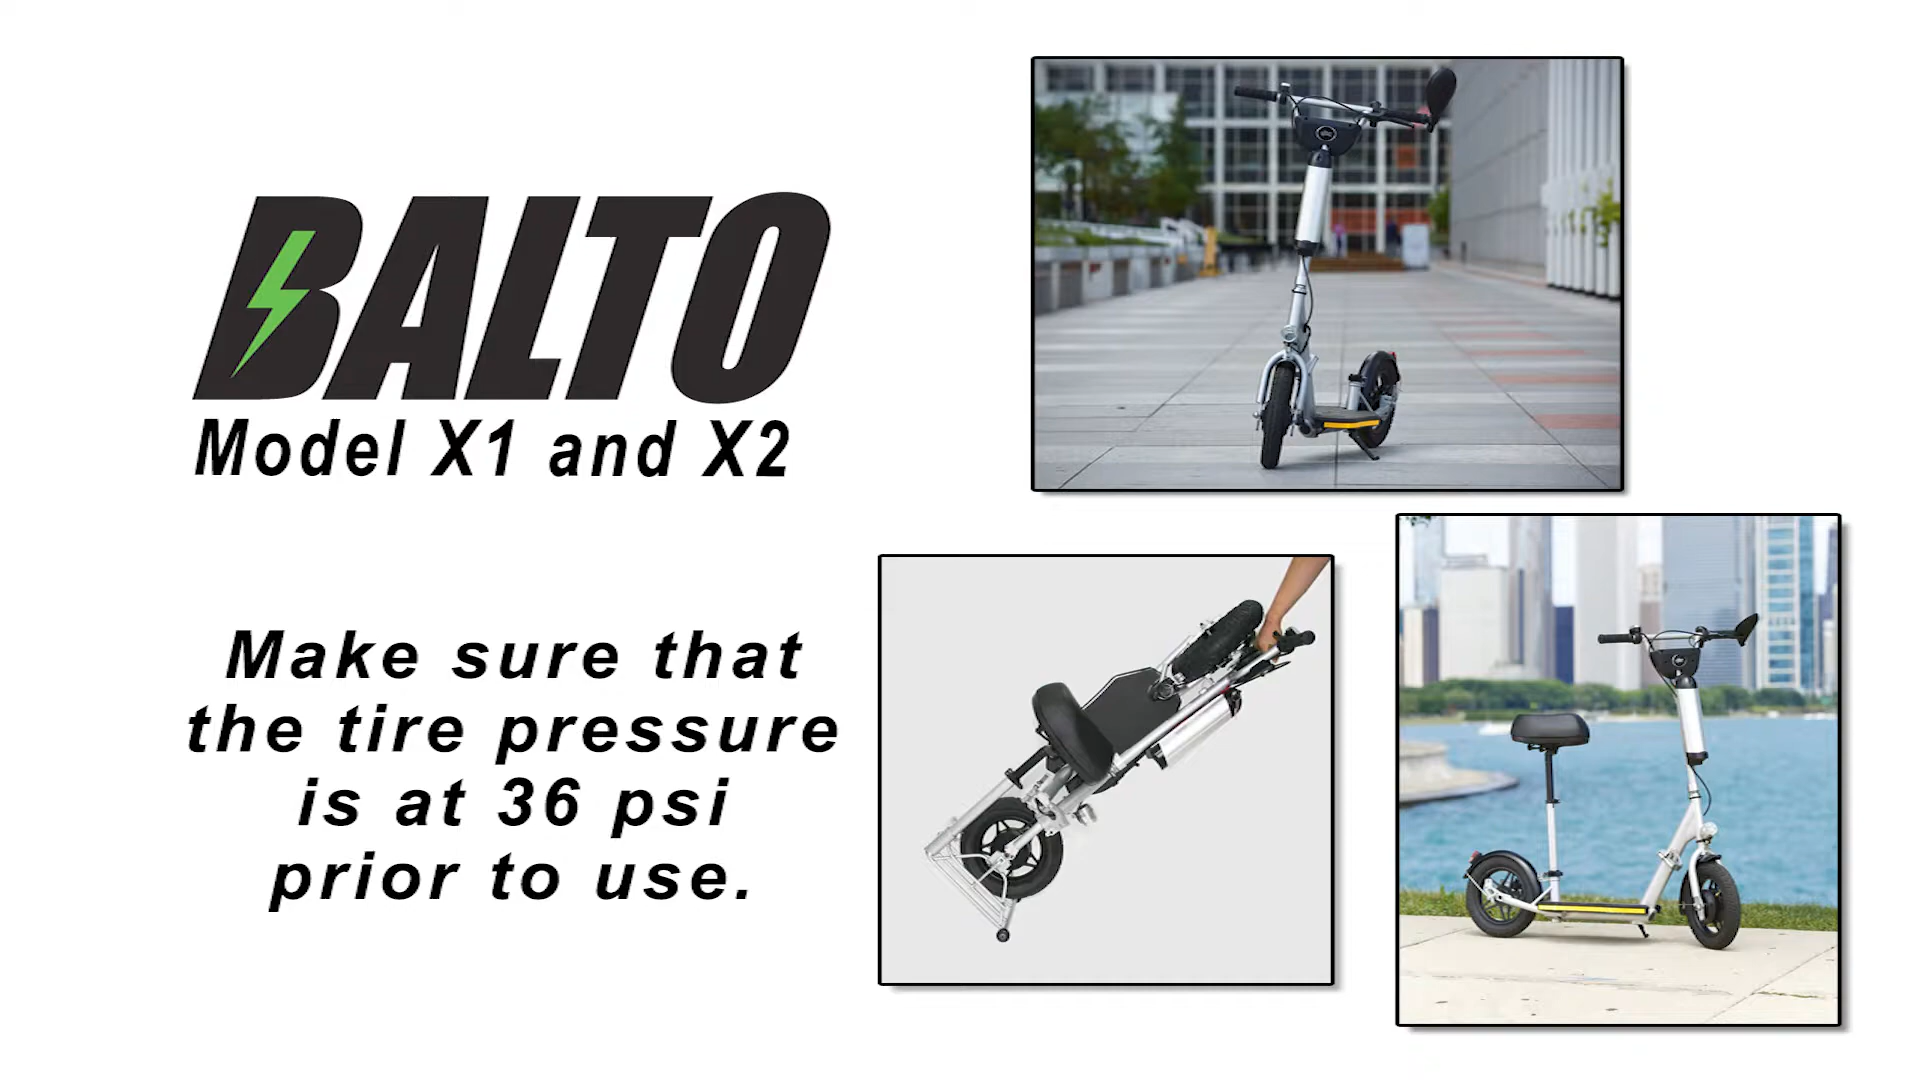 BALTO
Model X1 and X2
Make sure that
the tire pressure
is at 36 psi
prior to use.